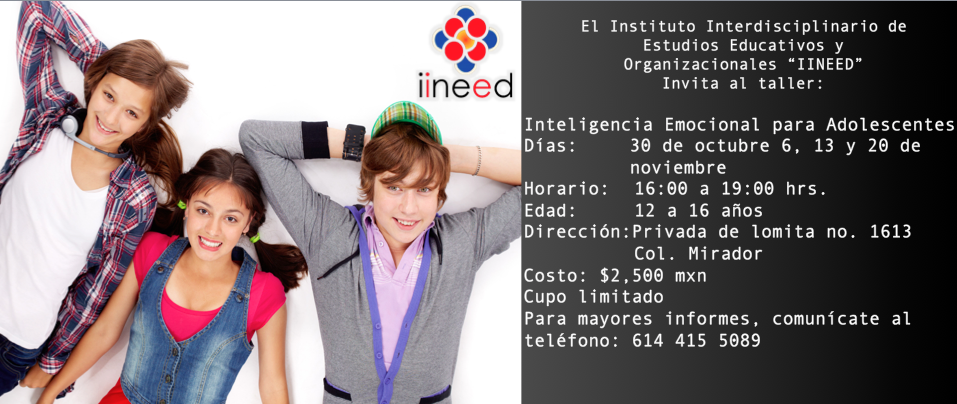 iineed
El Instituto Interdisciplinario de
Estudios Educativos y
Organizacionales “IINEED”
Invita al taller:
Inteligencia Emocional para Adolescentes
Días: 30 de octubre 6, 13 y 20 de
noviembre
Horario: 16:00 a 19:00 hrs.
Edad: 12 a 16 años
Dirección:Privada de lomita no. 1613
Col. Mirador
Costo: $2,500 mxn
Cupo limitado
Para mayores informes, comunícate al
teléfono: 614 415 5089